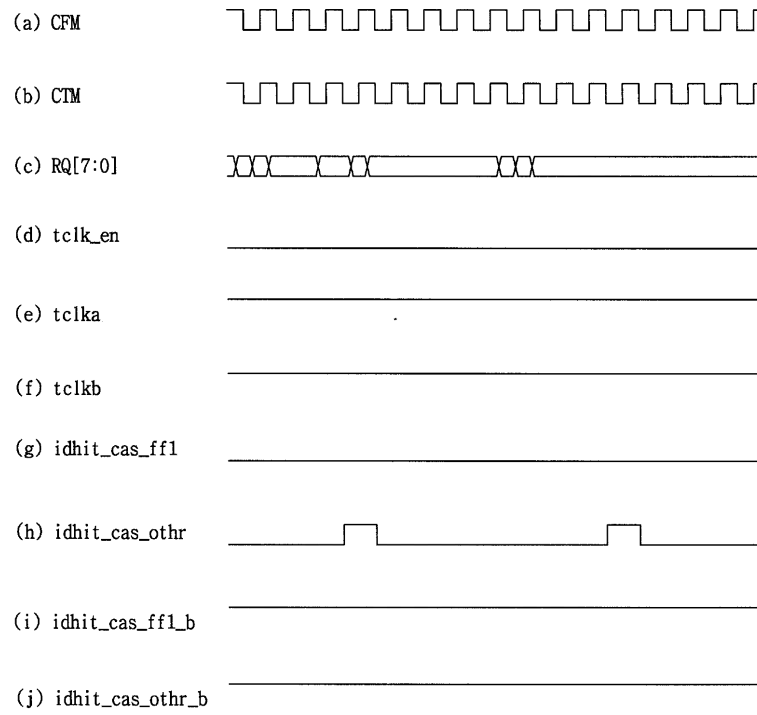 (a) CFM
(b) CTM
(c) RQ[7:0]
(d) tclk_en
(e) tclka
(f) tclkb
(g) idhit_cas_ff1
(h) idhit_cas_othr
(i) idhit_cas_ff1_b
(j) idhit_cas_othr_b